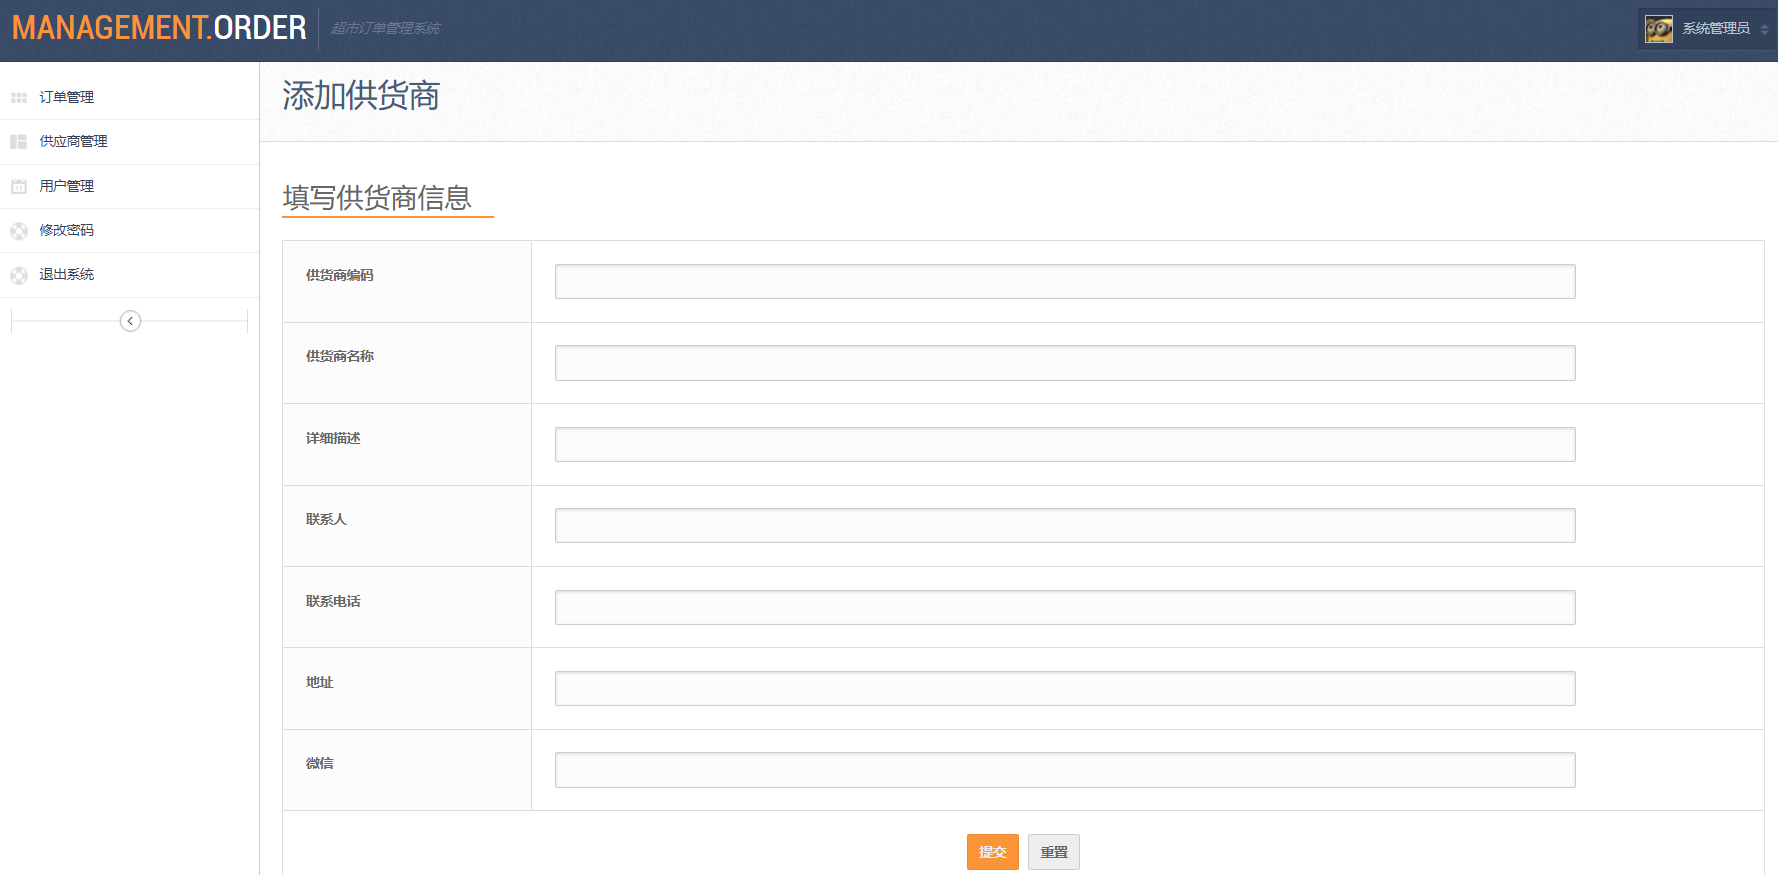 MANAGEMENT.ORDER
超市订单管理系统
系统管理员
订单管理
供应商管理
用户管理
修改密码
退出系统
添加供货商
填写供货商信息
供货商编码
供货商名称
详细描述
联系人
联系电话
地址
微信
提交
重置